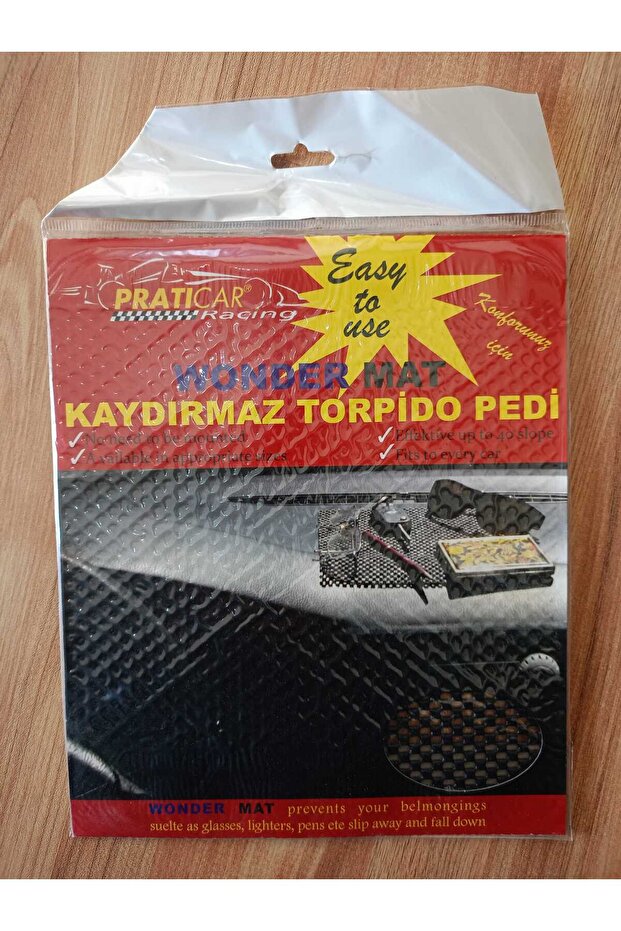 Easy
to
use
PRATICAR®
Racing
Konforunuz
için
WONDER MAT
KAYDIRMAZ TORPİDO PEDİ
✓ No need to be mounted
✓ Effektive up to 40 slope
✓ Available in appropriate sizes
✓ Fits to every car
WONDER MAT prevents your belmongings
suelte as glasses, lighters, pens ete slip away and fall down